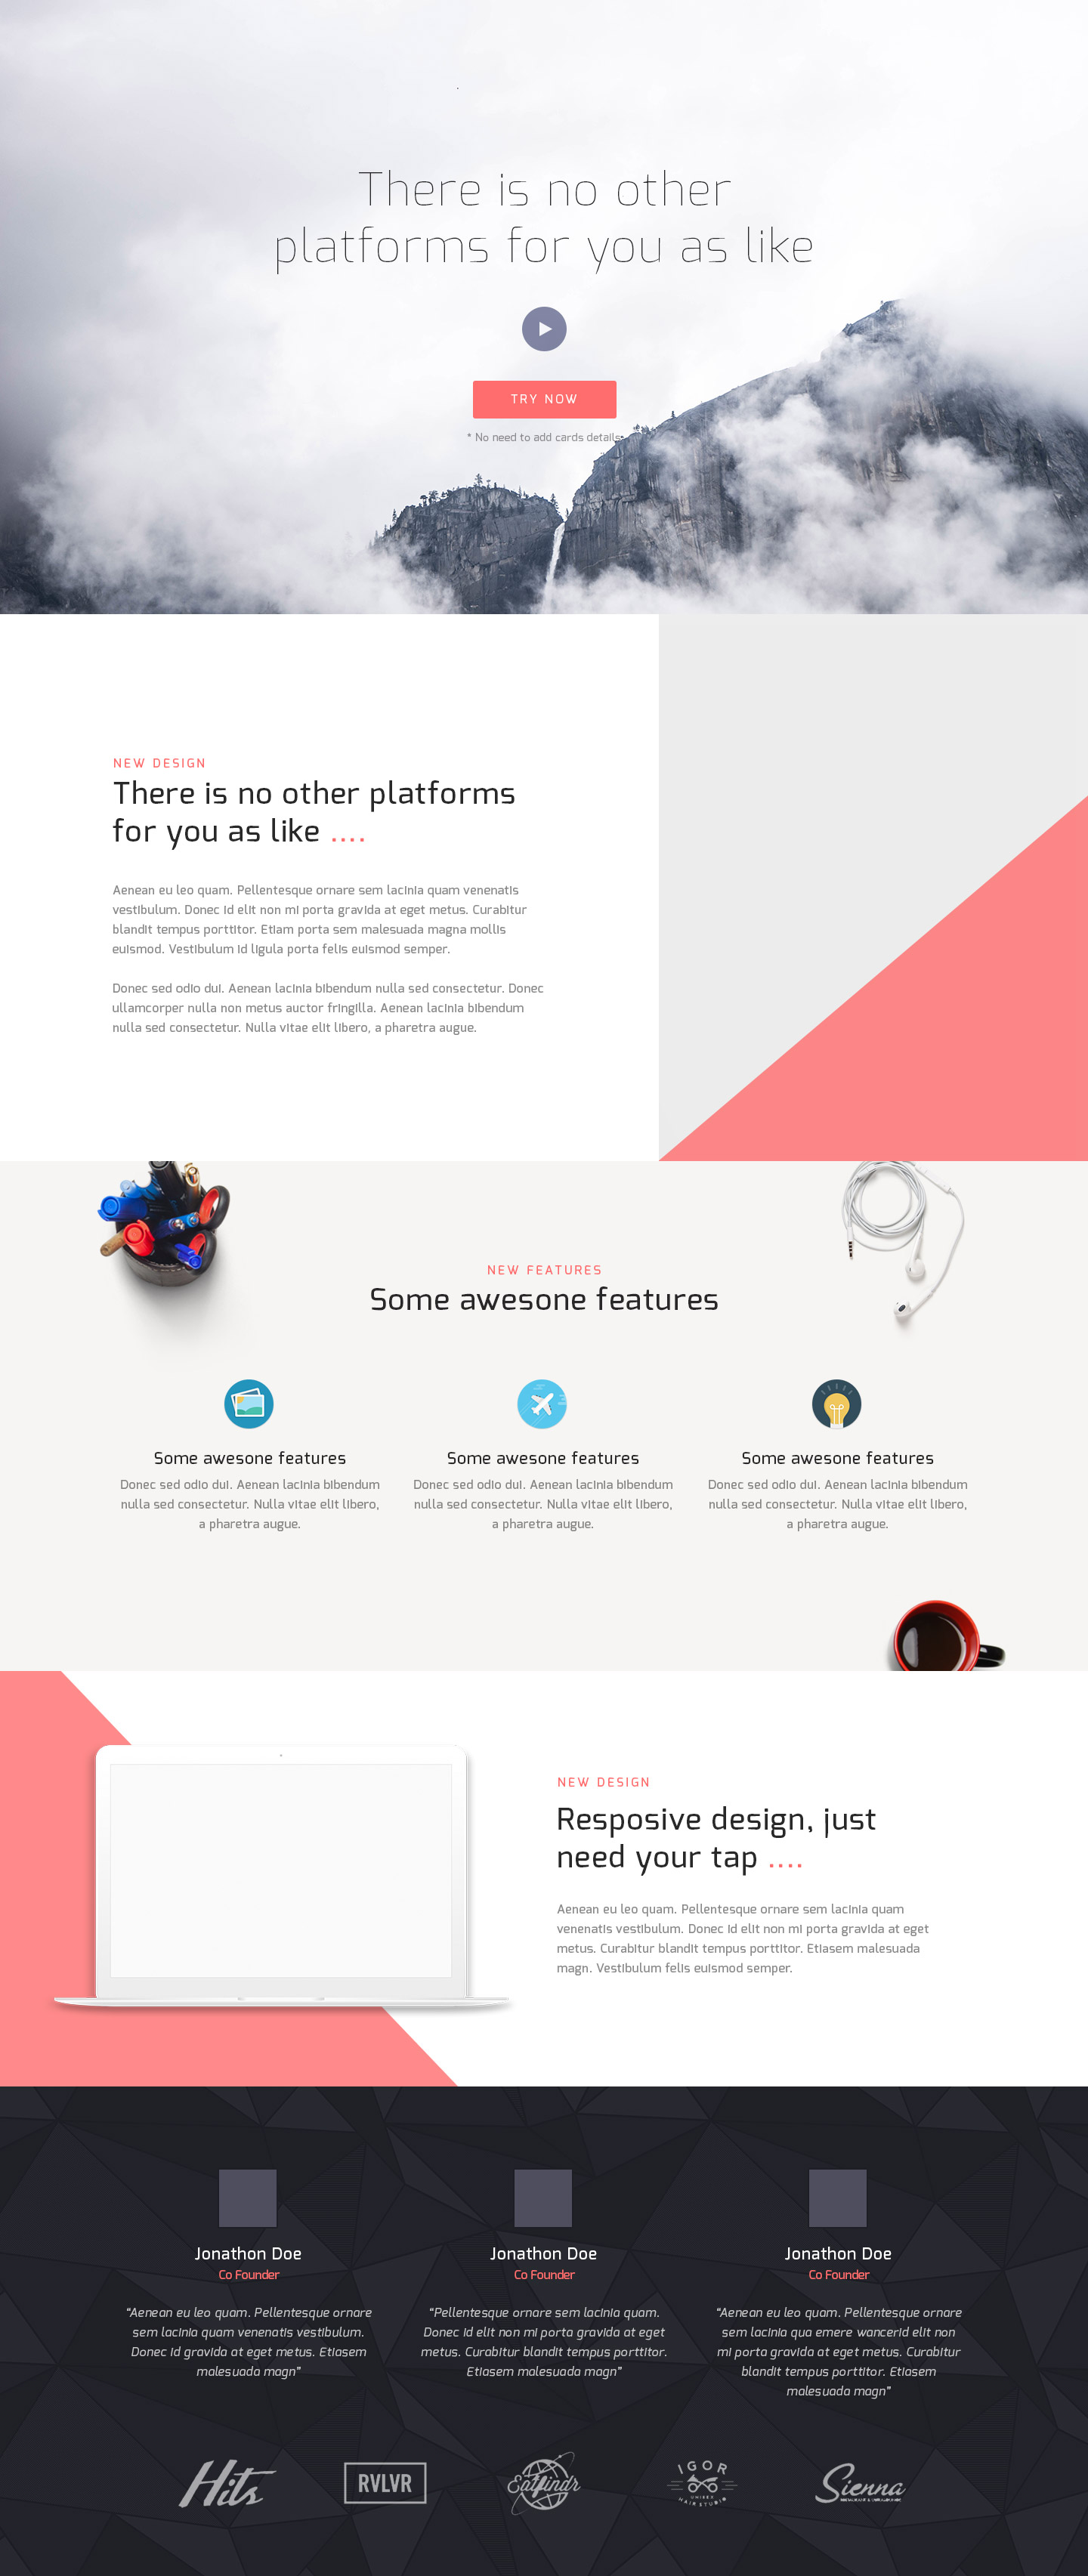 There is no other
platforms for you as like
TRY NOW
* No need to add cards details
NEW DESIGN
There is no other platforms
for you as like ....
Aenean eu leo quam. Pellentesque ornare sem lacinia quam venenatis
vestibulum. Donec id elit non mi porta gravida at eget metus. Curabitur
blandit tempus porttitor. Etiam porta sem malesuada magna mollis
euismod. Vestibulum id ligula porta felis euismod semper.
Donec sed odio dui. Aenean lacinia bibendum nulla sed consectetur. Donec
ullamcorper nulla non metus auctor fringilla. Aenean lacinia bibendum
nulla sed consectetur. Nulla vitae elit libero, a pharetra augue.
NEW FEATURES
Some awesone features
Some awesone features
Donec sed odio dui. Aenean lacinia bibendum
nulla sed consectetur. Nulla vitae elit libero,
a pharetra augue.
Some awesone features
Donec sed odio dui. Aenean lacinia bibendum
nulla sed consectetur. Nulla vitae elit libero,
a pharetra augue.
Some awesone features
Donec sed odio dui. Aenean lacinia bibendum
nulla sed consectetur. Nulla vitae elit libero,
a pharetra augue.
NEW DESIGN
Resposive design, just
need your tap ....
Aenean eu leo quam. Pellentesque ornare sem lacinia quam
venenatis vestibulum. Donec id elit non mi porta gravida at eget
metus. Curabitur blandit tempus porttitor. Etiasem malesuada
magn. Vestibulum felis euismod semper.
Jonathon Doe
Co Founder
“Aenean eu leo quam. Pellentesque ornare
sem lacinia quam venenatis vestibulum.
Donec id gravida at eget metus. Etiasem
malesuada magn”
Jonathon Doe
Co Founder
“Pellentesque ornare sem lacinia quam.
Donec id elit non mi porta gravida at eget
metus. Curabitur blandit tempus porttitor.
Etiasem malesuada magn”
Jonathon Doe
Co Founder
“Aenean eu leo quam. Pellentesque ornare
sem lacinia qua emere wancerid elit non
mi porta gravida at eget metus. Curabitur
blandit tempus porttitor. Etiasem
malesuada magn”
Hits
RVLVR
Eatfindr
IGOR
UNISEX
HAIR STUDIO
Sienna